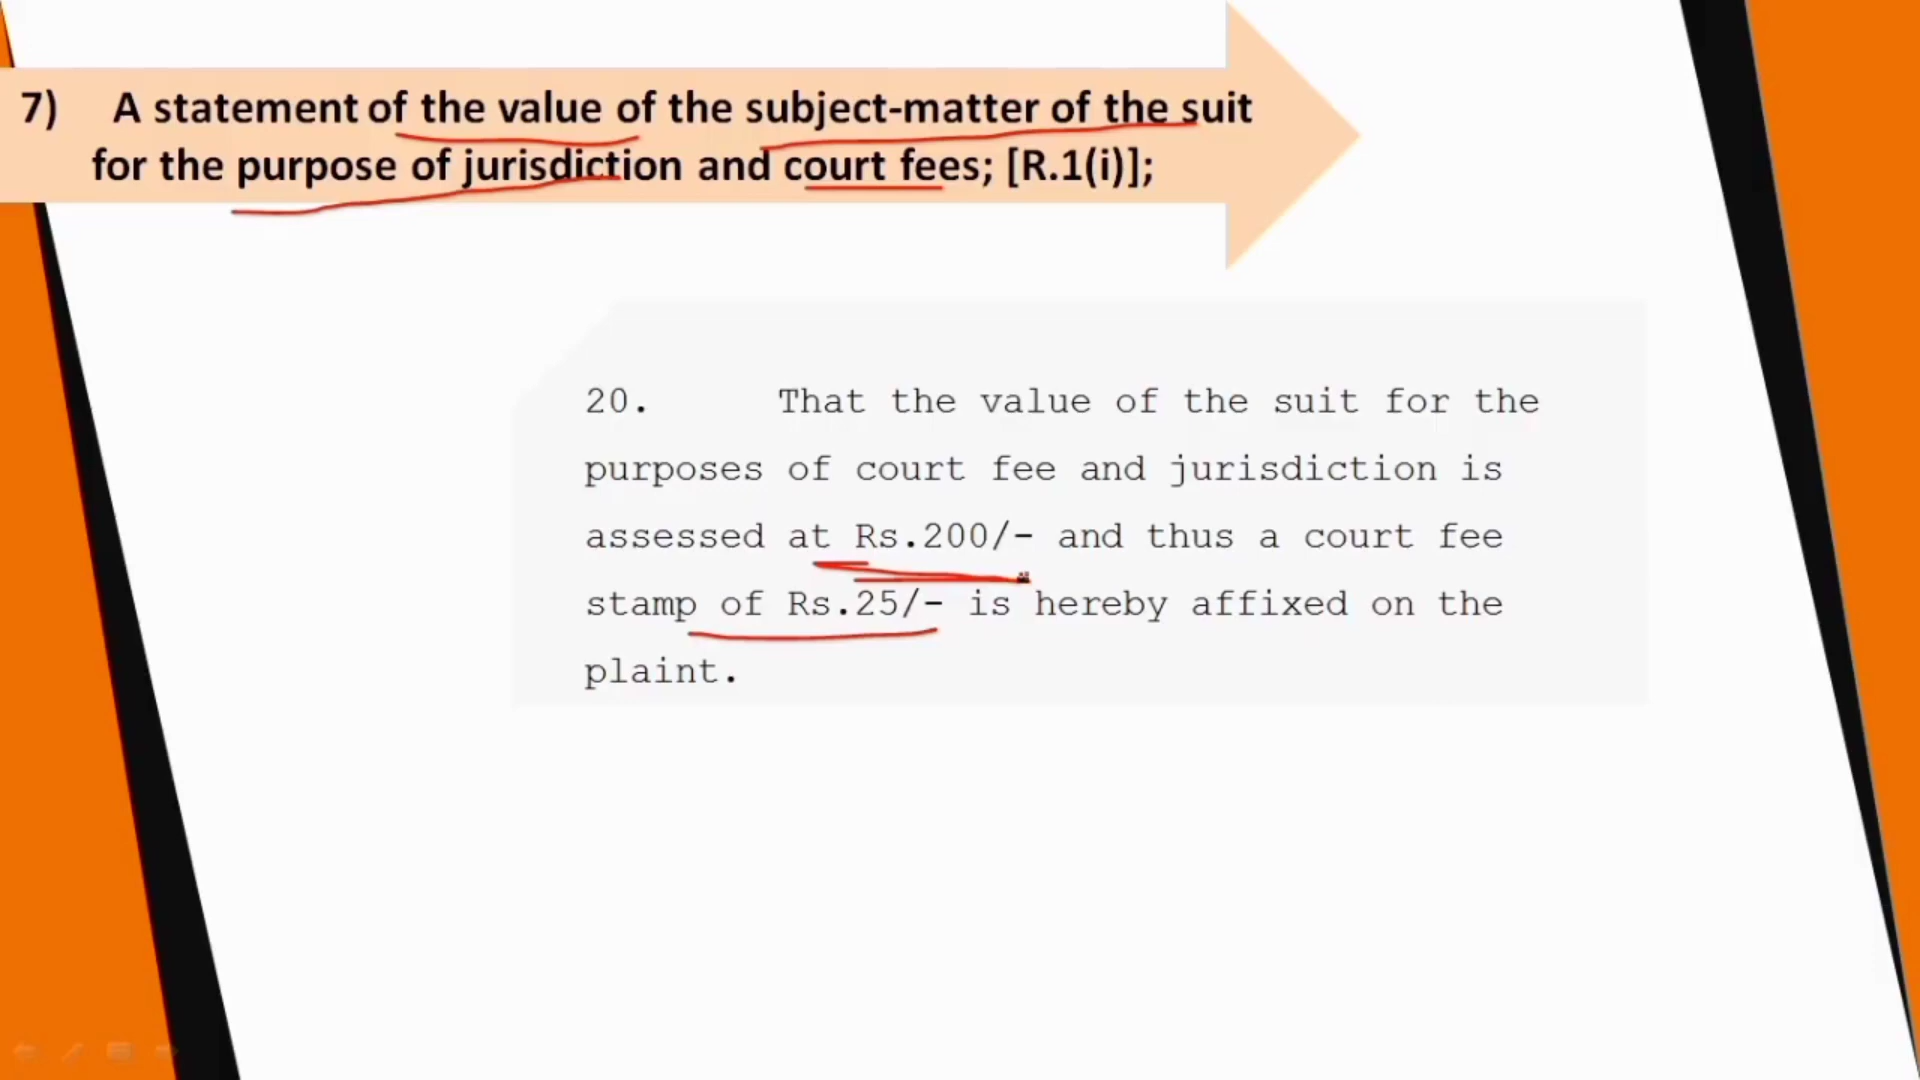 7) A statement of the value of the subject-matter of the suit
for the purpose of jurisdiction and court fees; [R.1(i)];
20. That the value of the suit for the
purposes of court fee and jurisdiction is
assessed at Rs.200/- and thus a court fee
stamp of Rs.25/- is hereby affixed on the
plaint.